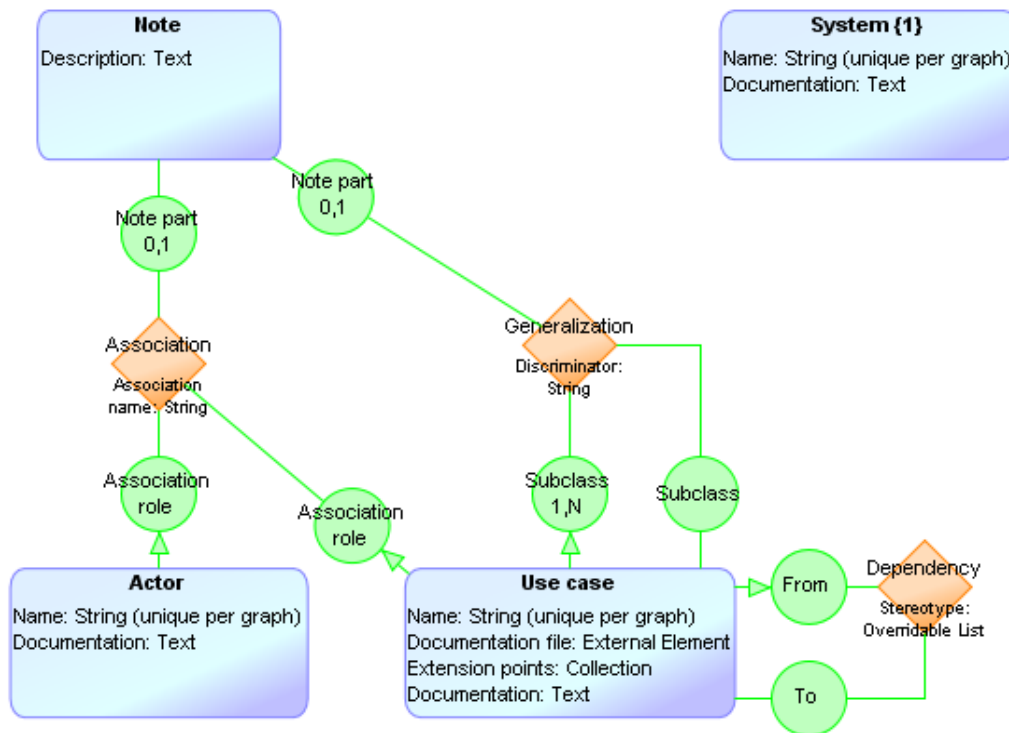 Note
Description: Text
System {1}
Name: String (unique per graph)
Documentation: Text
Note part
0,1
Note part
0,1
Association
Association
name: String
Generalization
Discriminator:
String
Association
role
Association
role
Subclass
1,N
Subclass
Actor
Name: String (unique per graph)
Documentation: Text
Use case
Name: String (unique per graph)
Documentation file: External Element
Extension points: Collection
Documentation: Text
From
Dependency
Stereotype:
Overridable List
To